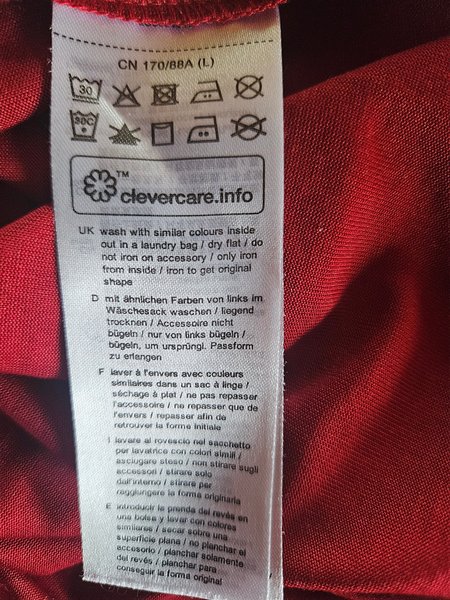 CN 170/88A (L)
30
30C
™
clevercare.info
UK wash with similar colours inside
out in a laundry bag / dry flat / do
not iron on accessory / only iron
from inside / iron to get original
shape
D mit ähnlichen Farben von links im
Wäschesack waschen / liegend
trocknen / Accessoire nicht
bügeln / nur von links bügeln /
bügeln, um ursprüngl. Passform
zu erlangen
F laver à l'envers avec couleurs
similaires dans un sac à linge /
séchage à plat / ne pas repasser
l'accessoire / ne repasser que de
l'envers / repasser afin de
retrouver la forme initiale
I lavare al rovescio nel sacchetto
per lavatrice con colori simili /
asciugare steso / non stirare sugli
accessori / stirare solo
dall'interno / stirare per
raggiungere la forma originaria
E introducir la prenda del revés en
una bolsa y lavar con colores
similares / secar sobre una
superficie plana / no planchar el
accesorio / planchar solamente
del revés / planchar para
conseguir la forma original